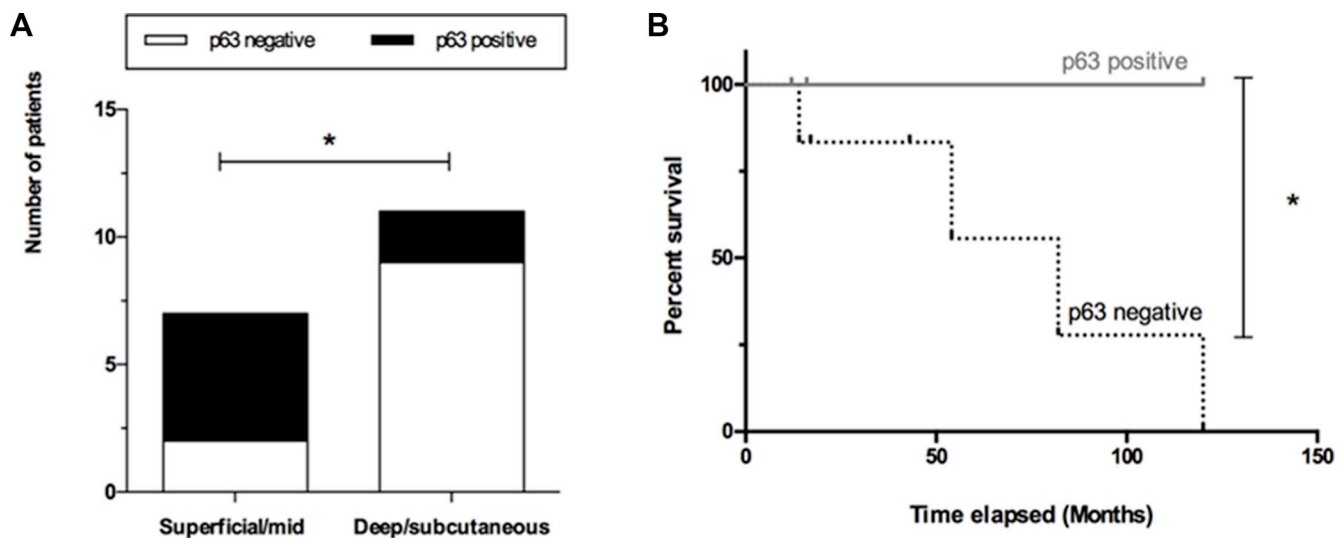 A
p63 negative p63 positive
Number of patients
15
*
10
5
0
Superficial/mid Deep/subcutaneous
B
p63 positive
100
Percent survival
*
50
p63 negative
0
0 50 100 150
Time elapsed (Months)